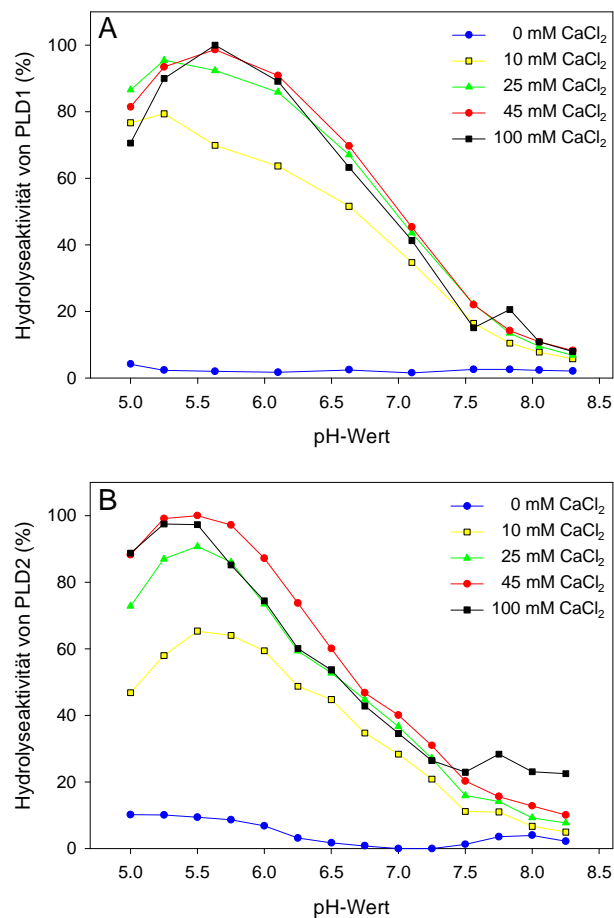 A
0 mM CaCl₂
10 mM CaCl₂
25 mM CaCl₂
45 mM CaCl₂
100 mM CaCl₂
Hydrolyseaktivität von PLD1 (%)
100
80
60
40
20
0
5.0 5.5 6.0 6.5 7.0 7.5 8.0 8.5
pH-Wert
B
0 mM CaCl₂
10 mM CaCl₂
25 mM CaCl₂
45 mM CaCl₂
100 mM CaCl₂
Hydrolyseaktivität von PLD2 (%)
100
80
60
40
20
0
5.0 5.5 6.0 6.5 7.0 7.5 8.0 8.5
pH-Wert